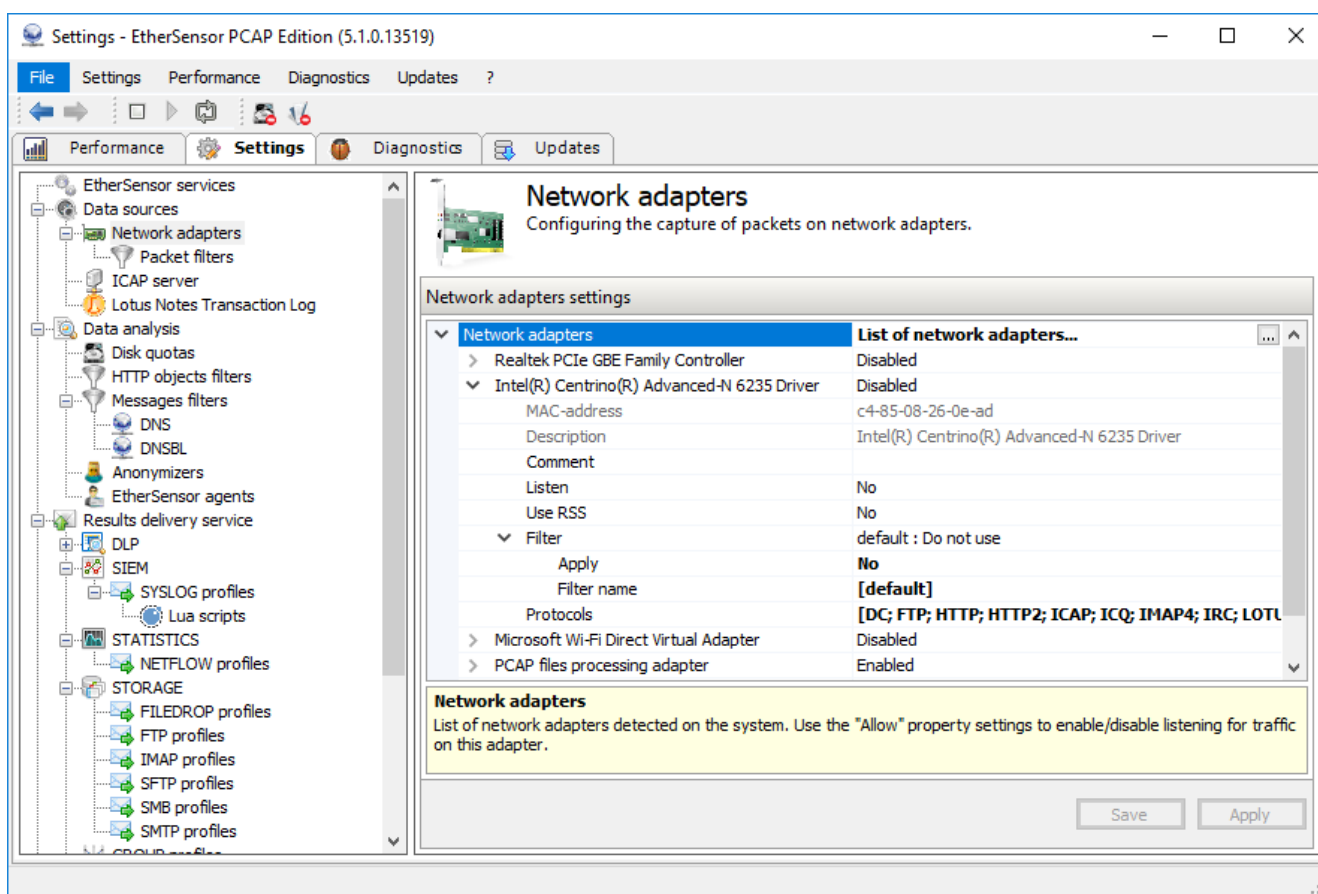 Settings - EtherSensor PCAP Edition (5.1.0.13519)
File Settings Performance Diagnostics Updates ?
Performance Settings Diagnostics Updates
EtherSensor services
Data sources
Network adapters
Packet filters
ICAP server
Lotus Notes Transaction Log
Data analysis
Disk quotas
HTTP objects filters
Messages filters
DNS
DNSBL
Anonymizers
EtherSensor agents
Results delivery service
DLP
SIEM
SYSLOG profiles
Lua scripts
STATISTICS
NETFLOW profiles
STORAGE
FILEDROP profiles
FTP profiles
IMAP profiles
SFTP profiles
SMB profiles
SMTP profiles
GROUP profiles
Network adapters
Configuring the capture of packets on network adapters.
Network adapters settings
Network adapters List of network adapters... ...
Realtek PCIe GBE Family Controller Disabled
Intel(R) Centrino(R) Advanced-N 6235 Driver Disabled
MAC-address c4-85-08-26-0e-ad
Description Intel(R) Centrino(R) Advanced-N 6235 Driver
Comment
Listen No
Use RSS No
Filter default : Do not use
Apply No
Filter name [default]
Protocols [DC; FTP; HTTP; HTTP2; ICAP; ICQ; IMAP4; IRC; LOTU
Microsoft Wi-Fi Direct Virtual Adapter Disabled
PCAP files processing adapter Enabled
Network adapters
List of network adapters detected on the system. Use the "Allow" property settings to enable/disable listening for traffic
on this adapter.
Save Apply